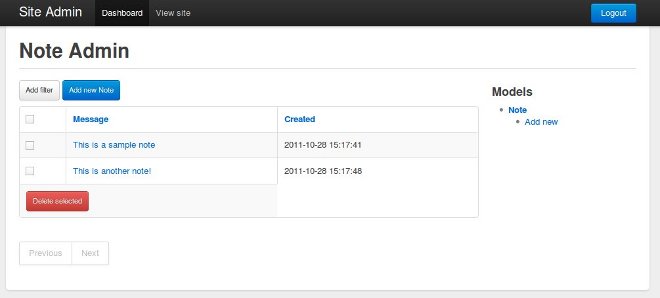 Site Admin Dashboard View site Logout
Note Admin
Add filter Add new Note
Models
Note
Add new
Message Created
This is a sample note 2011-10-28 15:17:41
This is another note! 2011-10-28 15:17:48
Delete selected
Previous Next